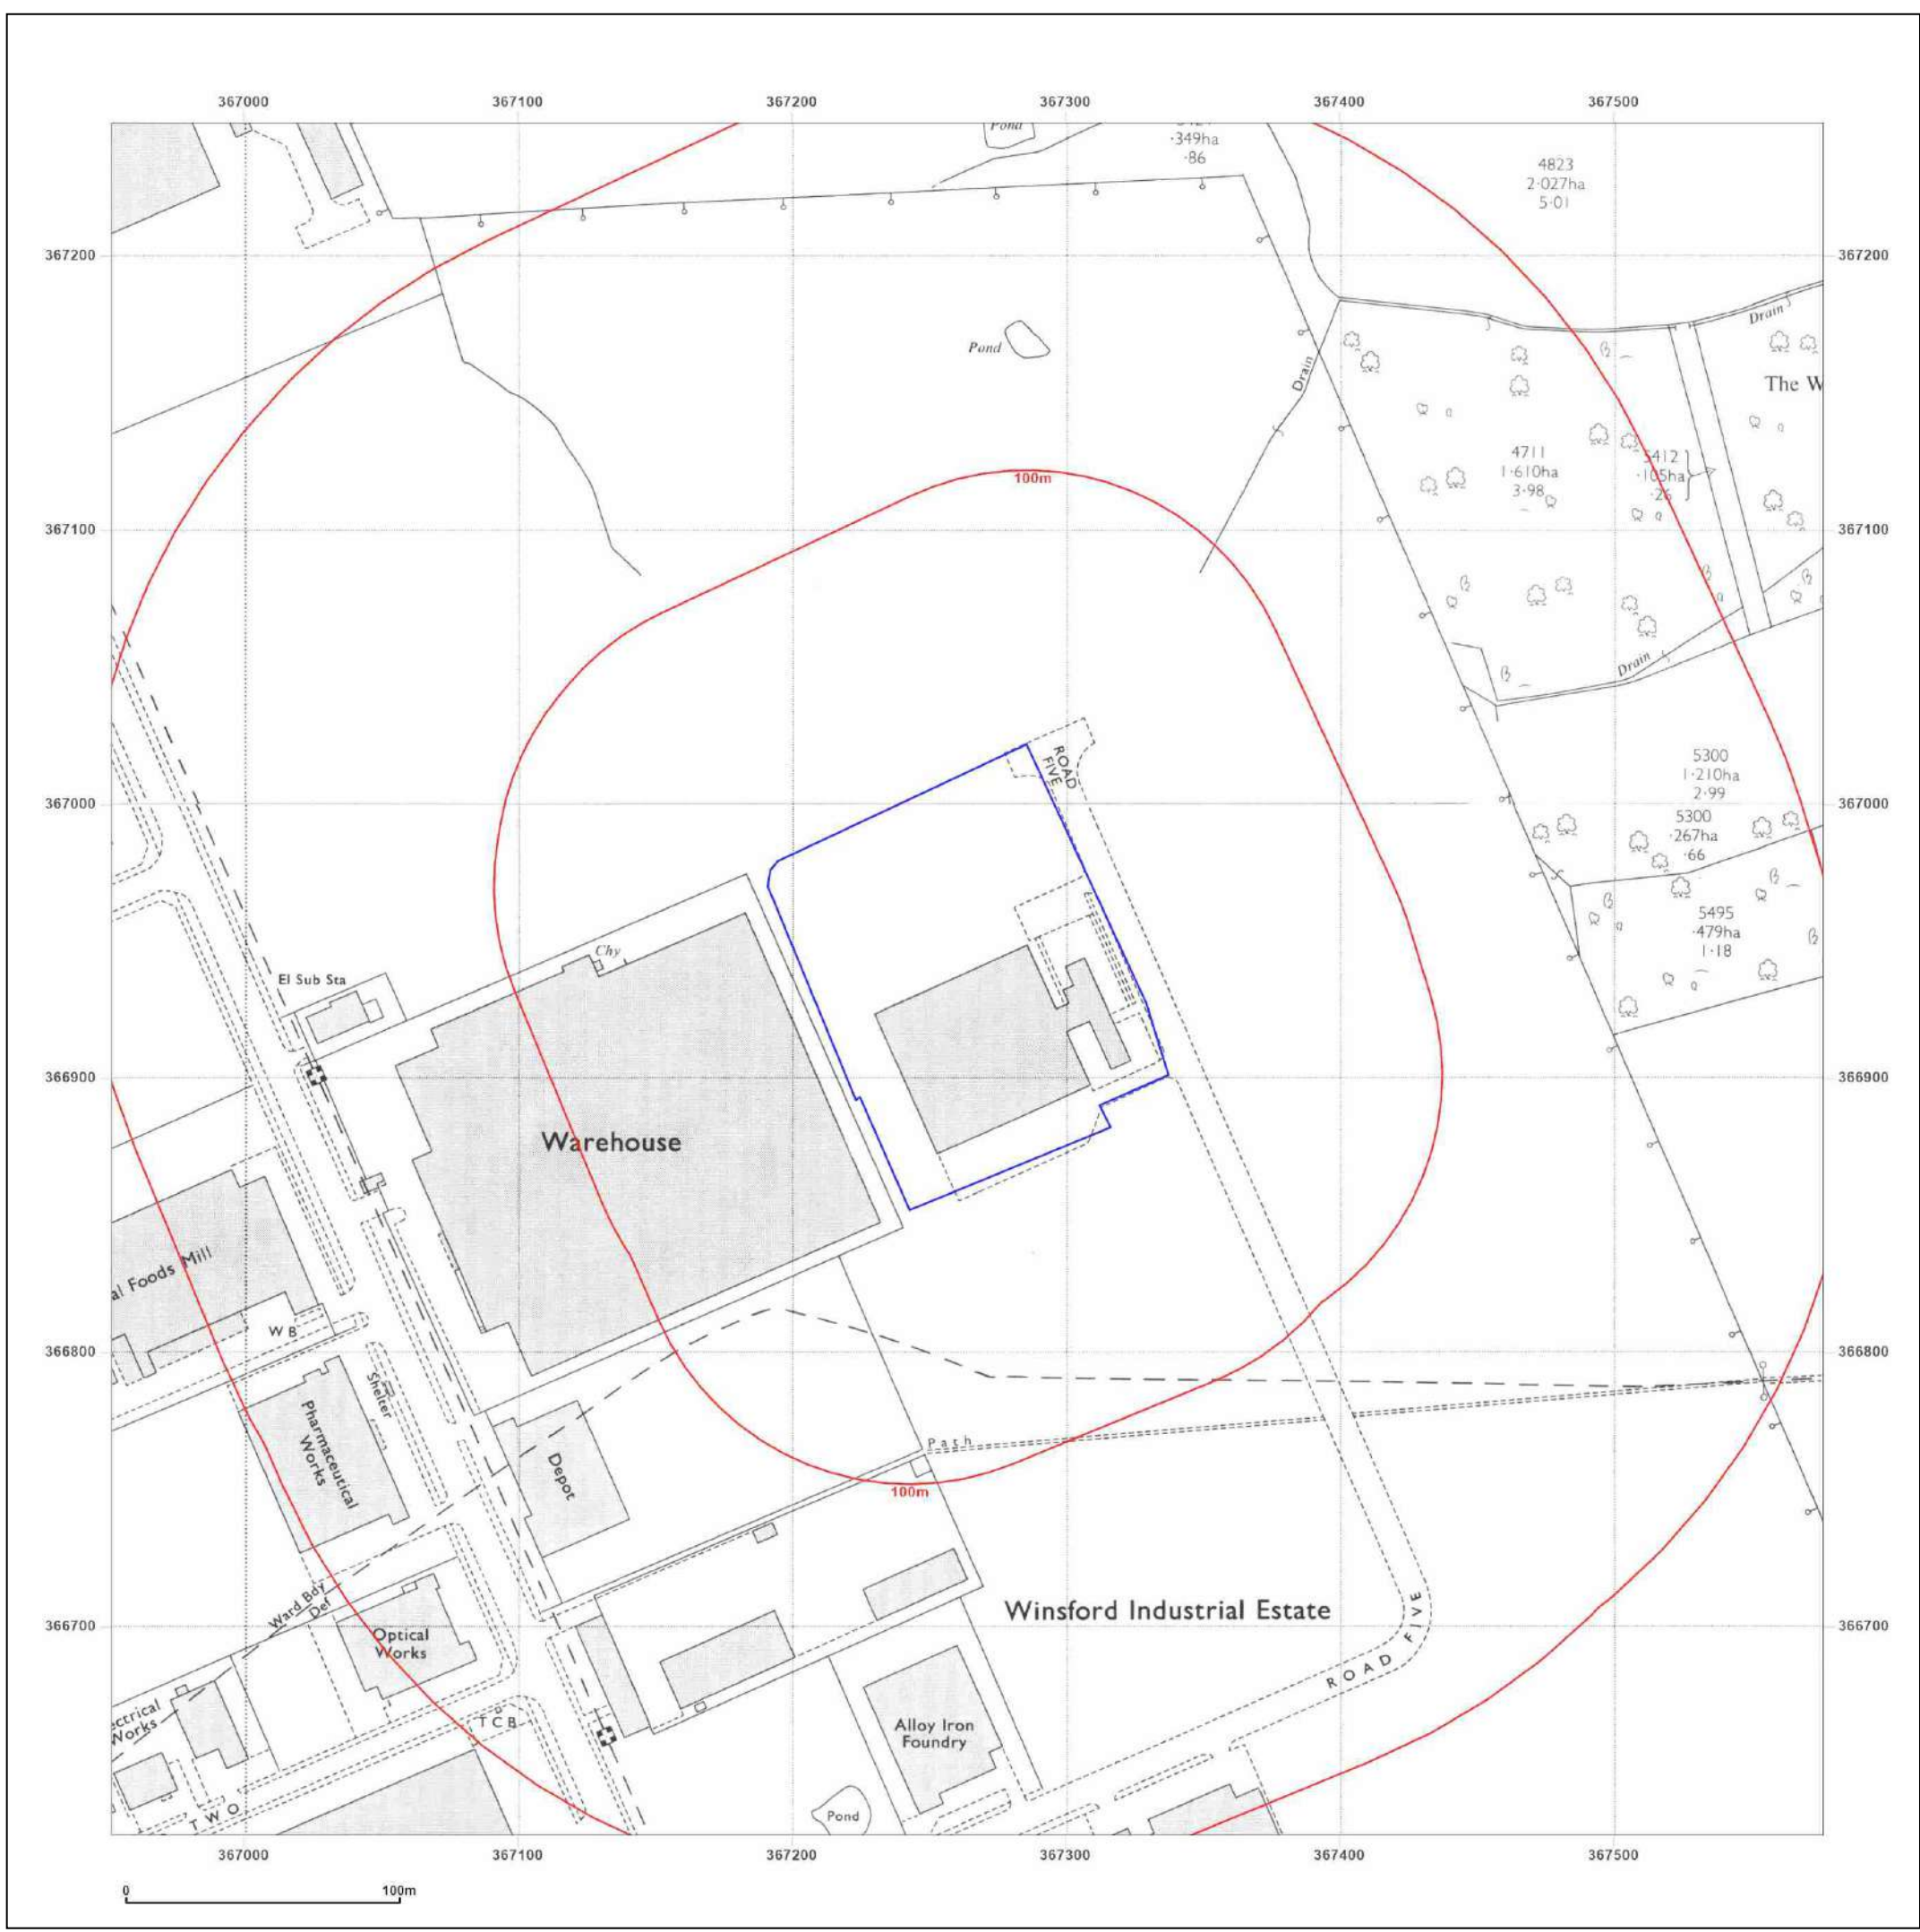 367000 367100 367200 367300 367400 367500
Pond
·349ha
·86
4823
2·027ha
5·01
367200 367200
Drain
Pond
Drain
The W
4711
1·610ha
3·98
5412
·105ha
·26
100m
367100 367100
Drain
ROAD
FIVE
5300
1·210ha
2·99
367000 367000
5300
·267ha
·66
5495
·479ha
1·18
Chy
El Sub Sta
366900 366900
Warehouse
al Foods Mill
W B
366800 366800
Shelter
Pharmaceutical
Works
Depot
Path
100m
Ward Bdy
Def
Winsford Industrial Estate
366700 366700
Optical
Works
ROAD FIVE
ectrical
Works
T C B
Alloy Iron
Foundry
TWO
Pond
367000 367100 367200 367300 367400 367500
0 100m